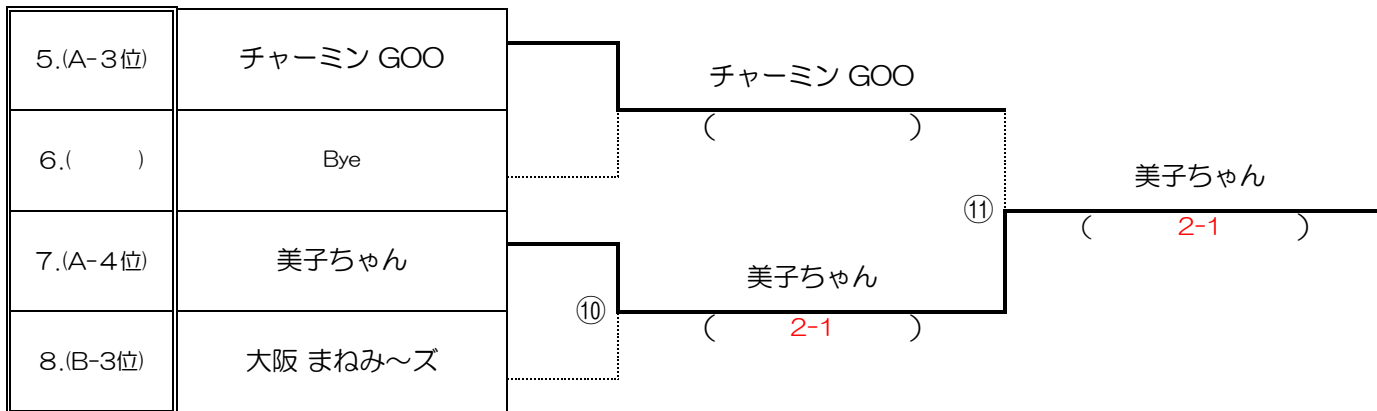 5.(A-3位) チャーミン GOO
チャーミン GOO
( )
6.( ) Bye
美子ちゃん
⑪
( 2-1 )
7.(A-4位) 美子ちゃん
美子ちゃん
⑩
( 2-1 )
8.(B-3位) 大阪 まねみ～ズ